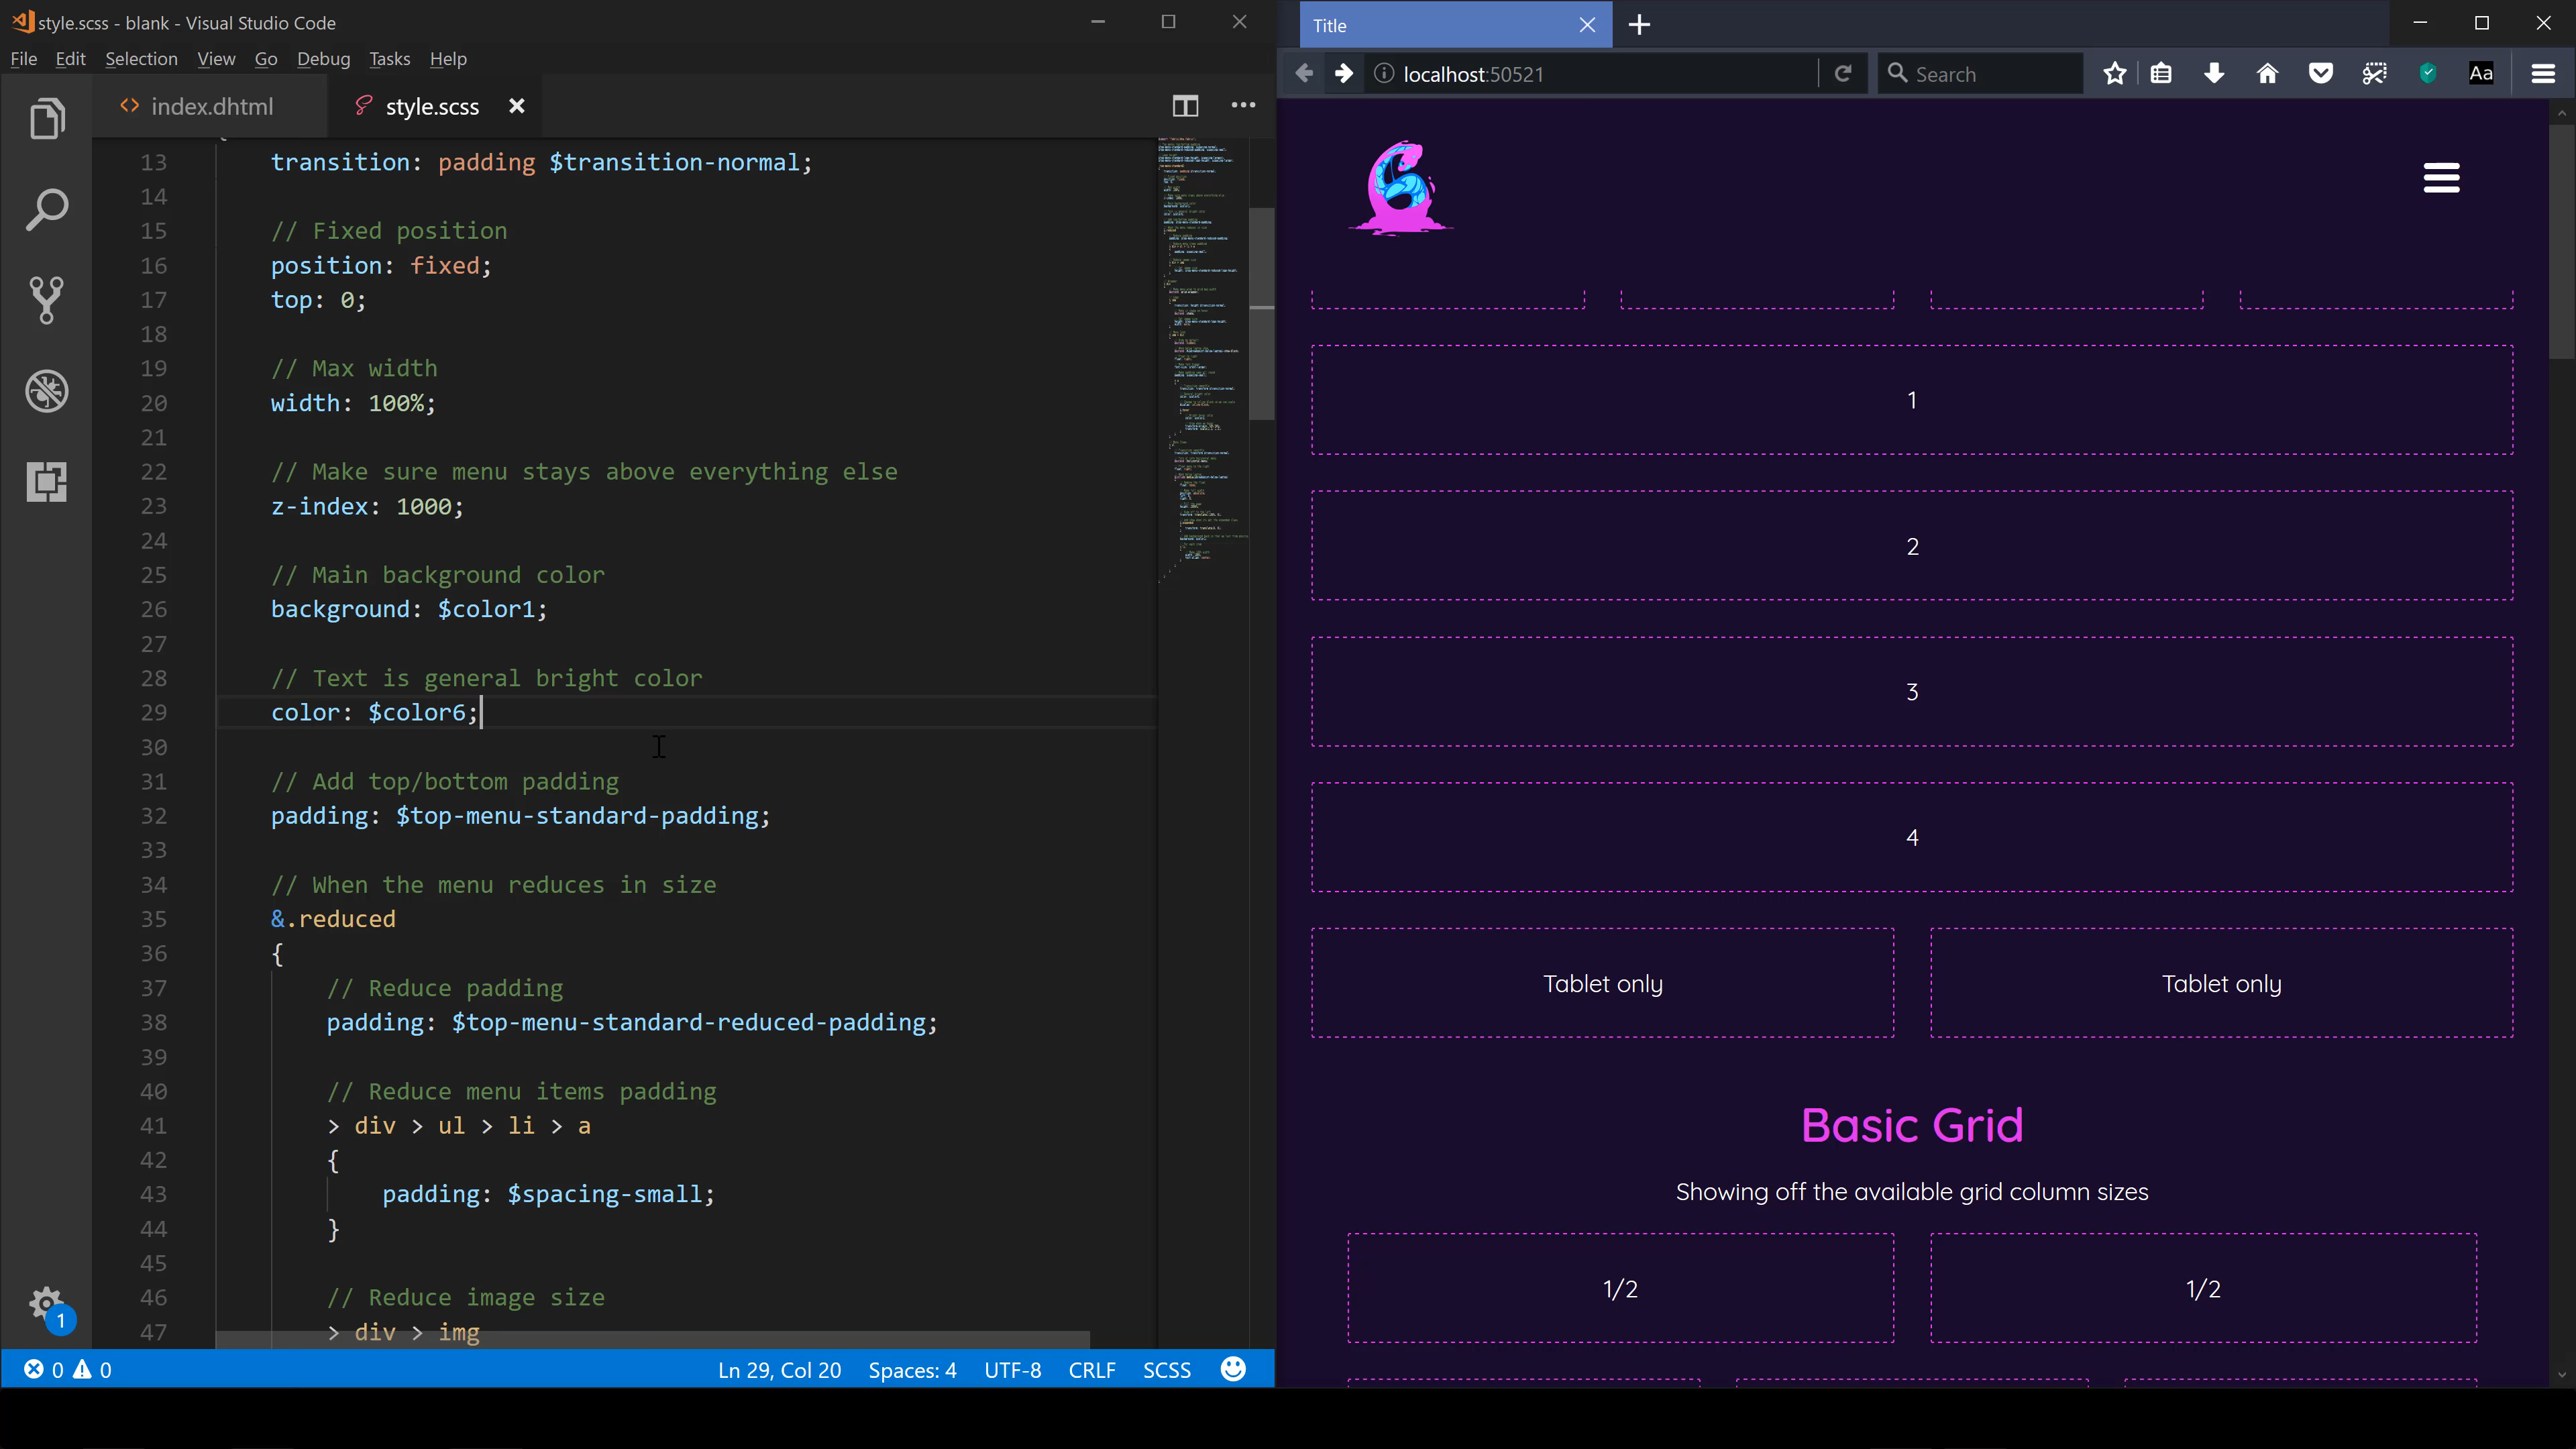 style.scss - blank - Visual Studio Code
File Edit Selection View Go Debug Tasks Help
index.dhtml
style.scss
13 transition: padding $transition-normal;
14
15 // Fixed position
16 position: fixed;
17 top: 0;
18
19 // Max width
20 width: 100%;
21
22 // Make sure menu stays above everything else
23 z-index: 1000;
24
25 // Main background color
26 background: $color1;
27
28 // Text is general bright color
29 color: $color6;
30
31 // Add top/bottom padding
32 padding: $top-menu-standard-padding;
33
34 // When the menu reduces in size
35 &.reduced
36 {
37 // Reduce padding
38 padding: $top-menu-standard-reduced-padding;
39
40 // Reduce menu items padding
41 > div > ul > li > a
42 {
43 padding: $spacing-small;
44 }
45
46 // Reduce image size
47 > div > img
1
0 0 Ln 29, Col 20 Spaces: 4 UTF-8 CRLF SCSS
Title
localhost:50521
Search
Aa
1
2
3
4
Tablet only Tablet only
Basic Grid
Showing off the available grid column sizes
1/2 1/2